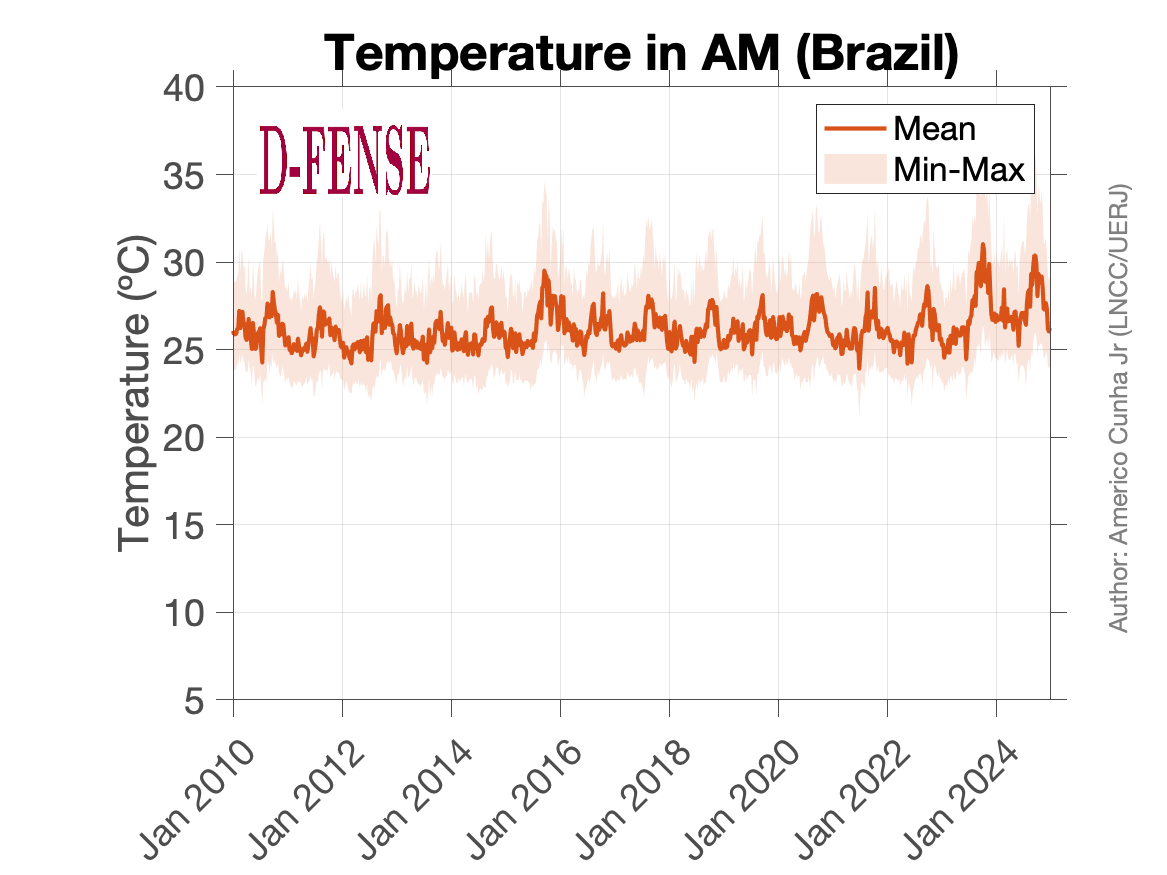 Temperature in AM (Brazil)
D-FENSE
Mean
Min-Max
Temperature (ºC)
40
35
30
25
20
15
10
5
Jan 2010
Jan 2012
Jan 2014
Jan 2016
Jan 2018
Jan 2020
Jan 2022
Jan 2024
Author: Americo Cunha Jr (LNCC/UERJ)